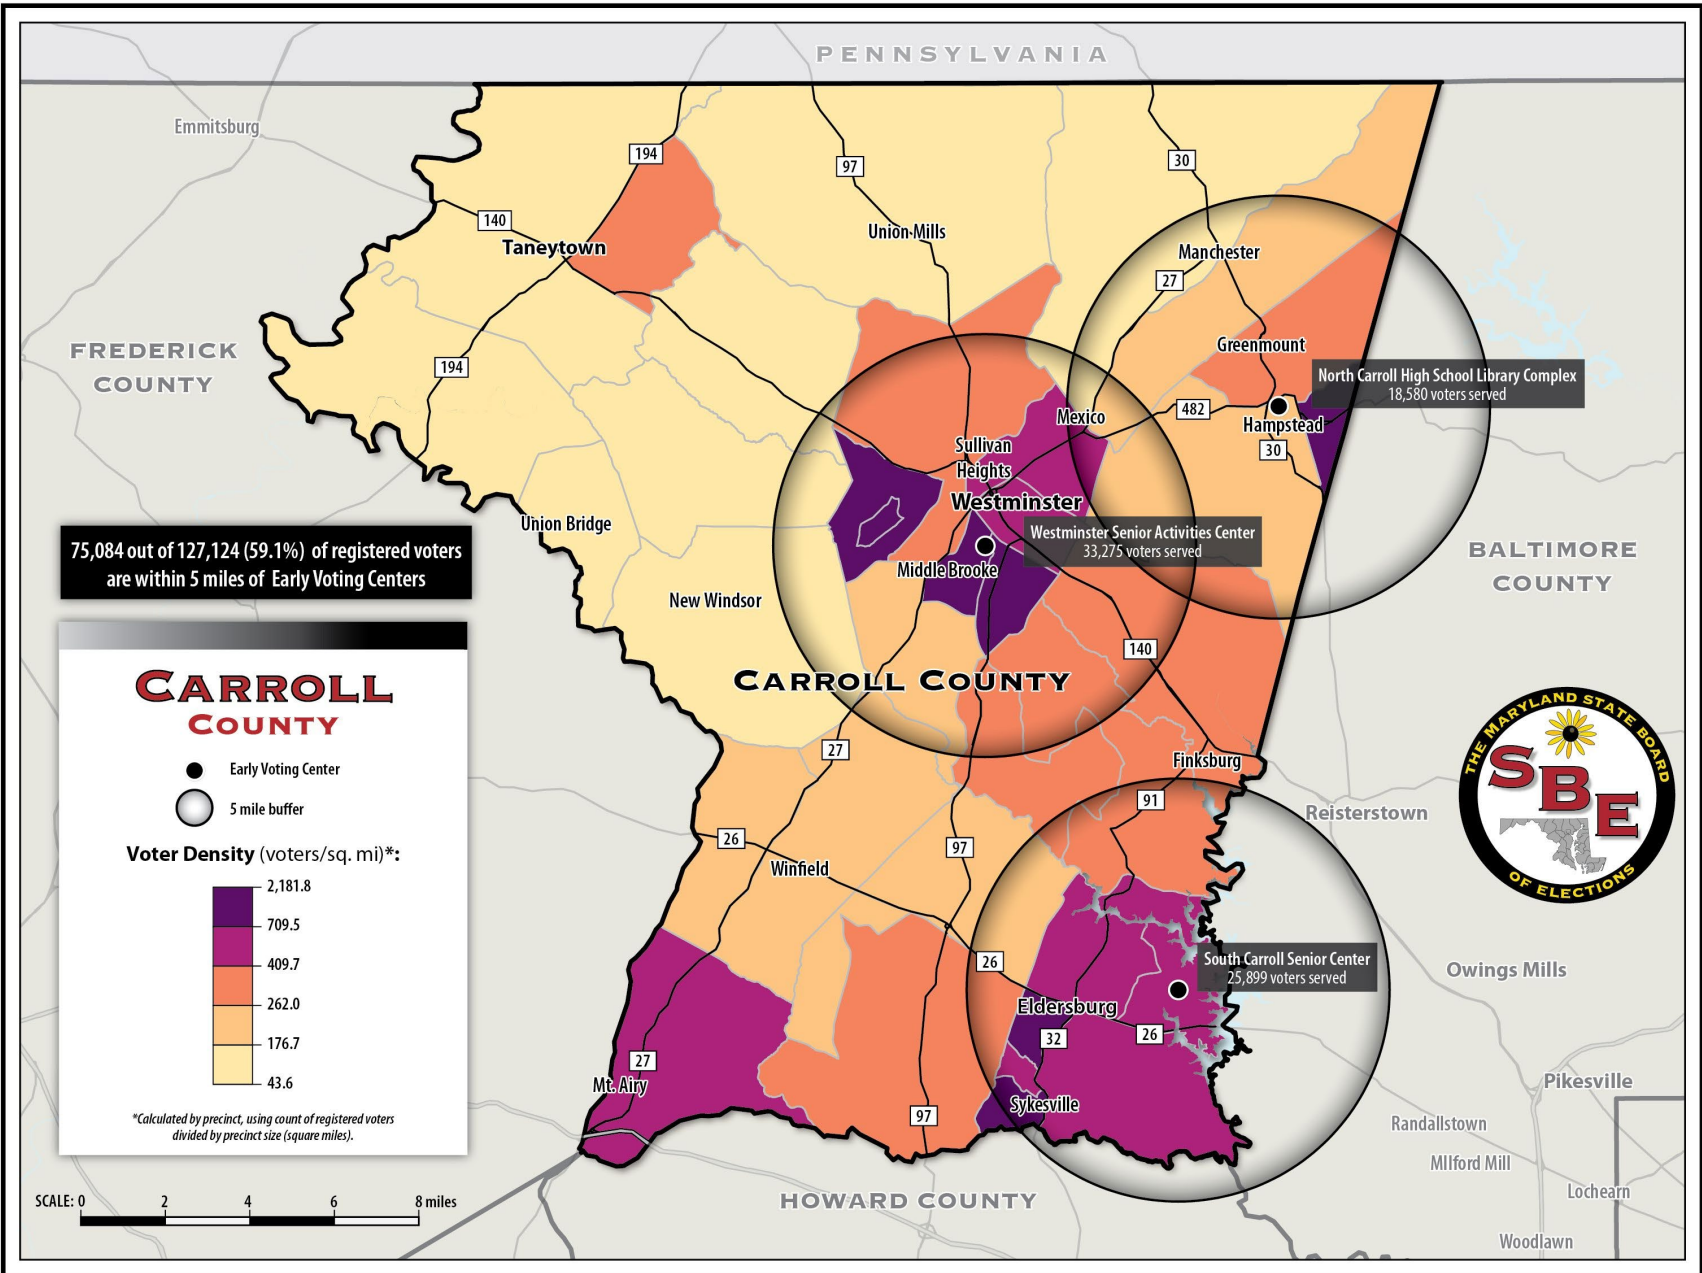 PENNSYLVANIA
Emmitsburg
194
97
30
140
Taneytown
Union Mills
Manchester
27
FREDERICK
COUNTY
194
Greenmount
North Carroll High School Library Complex
18,580 voters served
482
Mexico
Hampstead
30
Sullivan
Heights
Westminster
Union Bridge
Westminster Senior Activities Center
33,275 voters served
Middle Brooke
BALTIMORE
COUNTY
75,084 out of 127,124 (59.1%) of registered voters
are within 5 miles of Early Voting Centers
New Windsor
140
CARROLL COUNTY
CARROLL
COUNTY
Early Voting Center
5 mile buffer
Voter Density (voters/sq. mi)*:
2,181.8
709.5
409.7
262.0
176.7
43.6
*Calculated by precinct, using count of registered voters
divided by precinct size (square miles).
27
Finksburg
91
Reisterstown
THE MARYLAND STATE BOARD
SBE
OF ELECTIONS
26
97
Winfield
26
South Carroll Senior Center
25,899 voters served
Owings Mills
Eldersburg
32
26
27
Mt. Airy
97
Sykesville
Pikesville
Randallstown
MIlford Mill
Lochearn
Woodlawn
HOWARD COUNTY
SCALE: 0 2 4 6 8 miles